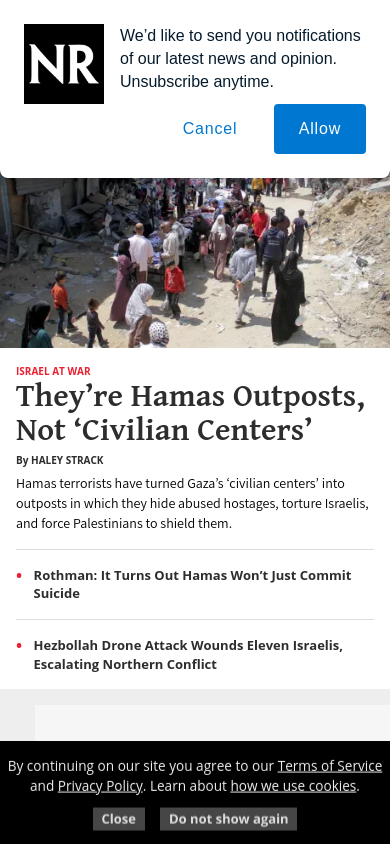 NR
We’d like to send you notifications
of our latest news and opinion.
Unsubscribe anytime.
Cancel
Allow
ISRAEL AT WAR
They’re Hamas Outposts,
Not ‘Civilian Centers’
By HALEY STRACK
Hamas terrorists have turned Gaza’s ‘civilian centers’ into
outposts in which they hide abused hostages, torture Israelis,
and force Palestinians to shield them.
• Rothman: It Turns Out Hamas Won’t Just Commit
Suicide
• Hezbollah Drone Attack Wounds Eleven Israelis,
Escalating Northern Conflict
By continuing on our site you agree to our Terms of Service
and Privacy Policy. Learn about how we use cookies.
Close
Do not show again